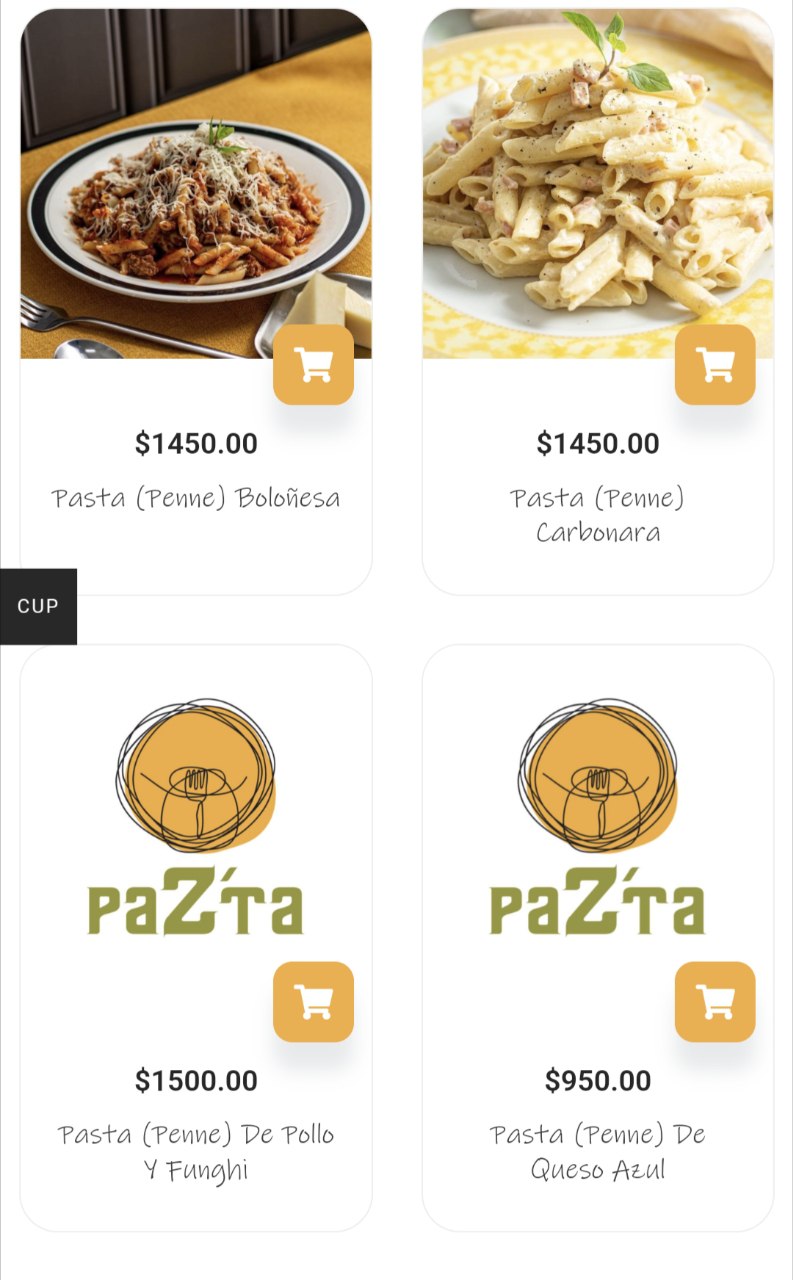 $1450.00
Pasta (Penne) Boloñesa
$1450.00
Pasta (Penne)
Carbonara
CUP
paZ´Ta
$1500.00
Pasta (Penne) De Pollo
Y Funghi
paZ´Ta
$950.00
Pasta (Penne) De
Queso Azul